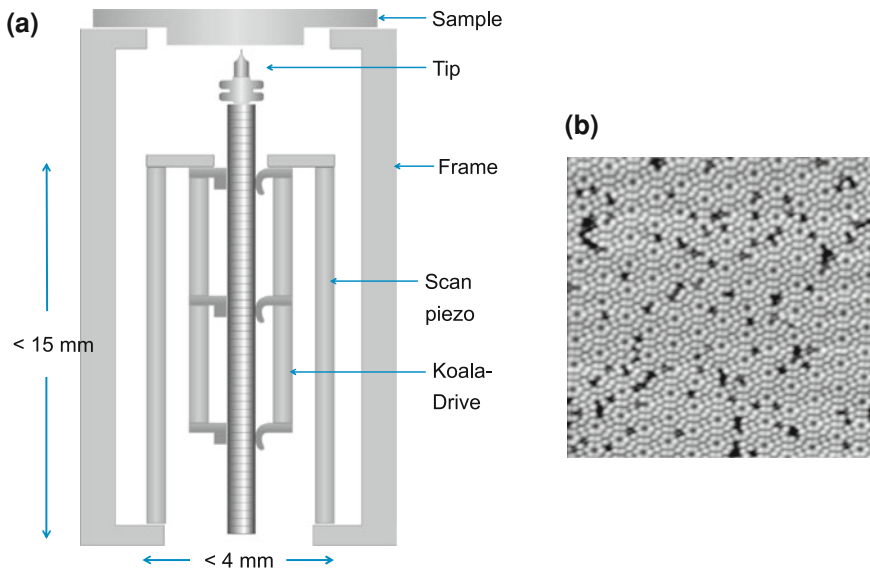 (a)
Sample
Tip
(b)
Frame
Scan
piezo
< 15 mm
Koala-
Drive
< 4 mm